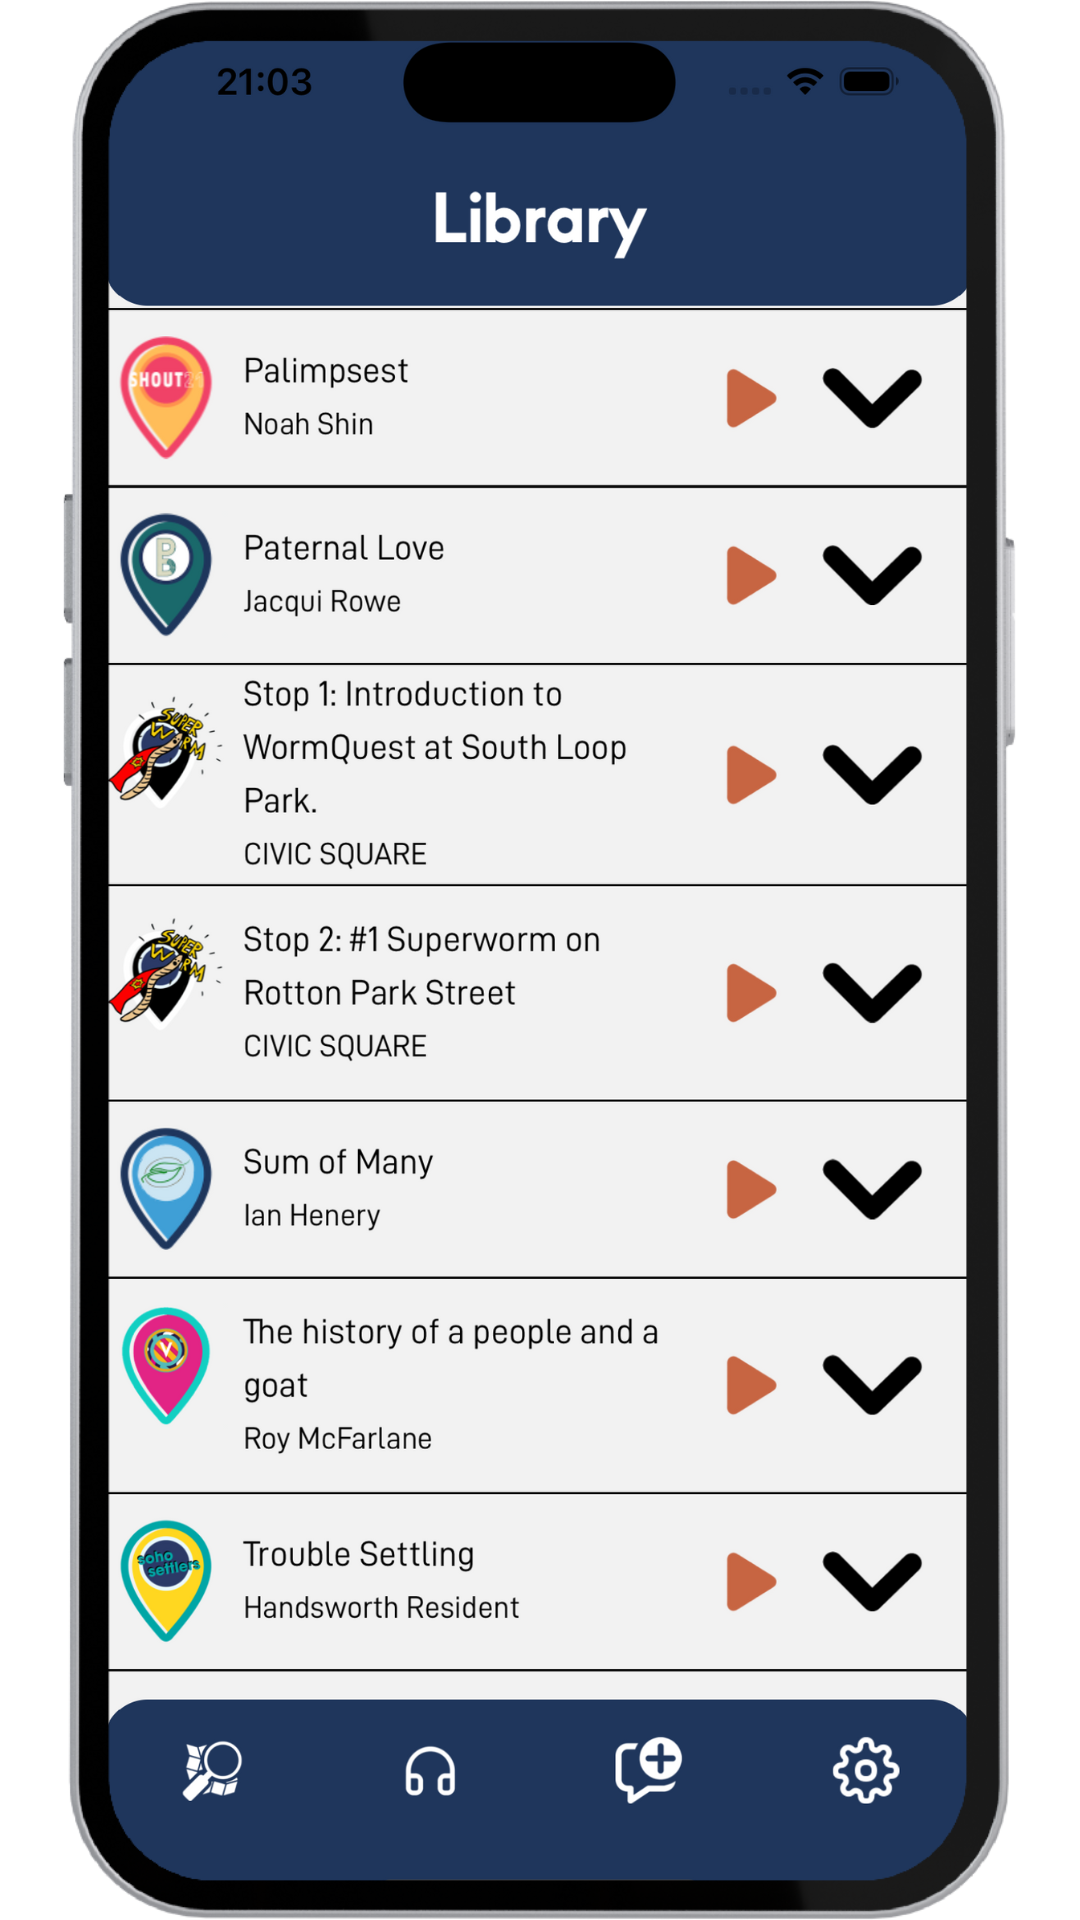 21:03
Library
SHOUT21
Palimpsest
Noah Shin
P
Paternal Love
Jacqui Rowe
SUPER
WORM
Stop 1: Introduction to
WormQuest at South Loop
Park.
CIVIC SQUARE
SUPER
WORM
Stop 2: #1 Superworm on
Rotton Park Street
CIVIC SQUARE
Sum of Many
Ian Henery
The history of a people and a
goat
Roy McFarlane
soho
settlers
Trouble Settling
Handsworth Resident